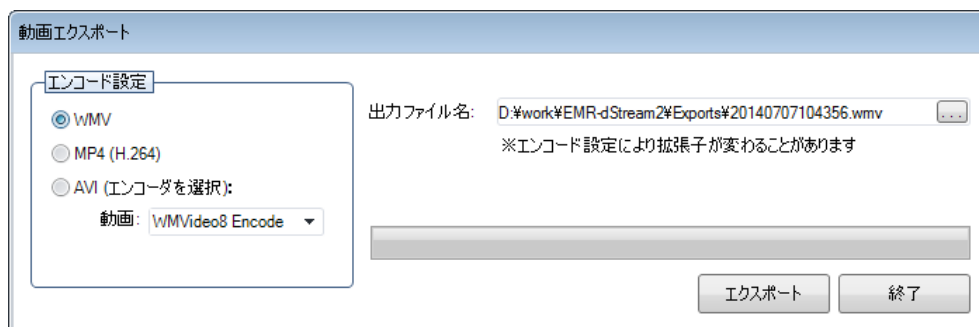 動画エクスポート
エンコード設定
WMV
MP4 (H.264)
AVI (エンコーダを選択):
動画: WMVideo8 Encode
出力ファイル名: D:¥work¥EMR-dStream2¥Exports¥20140707104356.wmv ...
※エンコード設定により拡張子が変わることがあります
エクスポート 終了